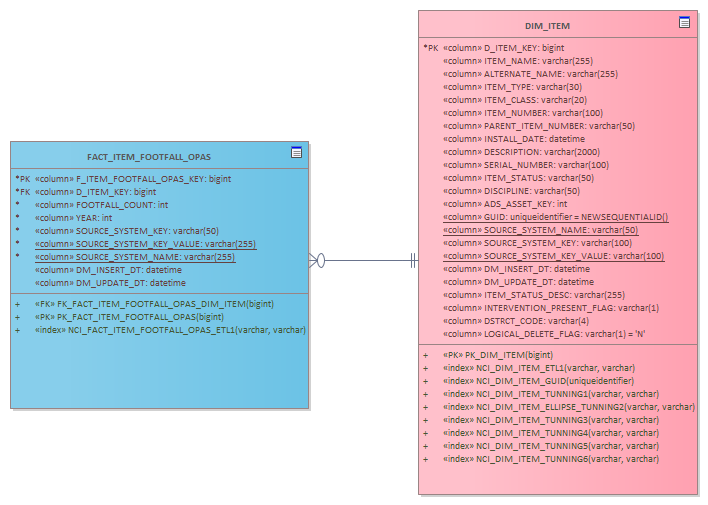 FACT_ITEM_FOOTFALL_OPAS
*PK «column» F_ITEM_FOOTFALL_OPAS_KEY: bigint
*FK «column» D_ITEM_KEY: bigint
* «column» FOOTFALL_COUNT: int
* «column» YEAR: int
* «column» SOURCE_SYSTEM_KEY: varchar(50)
* «column» SOURCE_SYSTEM_KEY_VALUE: varchar(255)
* «column» SOURCE_SYSTEM_NAME: varchar(255)
«column» DM_INSERT_DT: datetime
«column» DM_UPDATE_DT: datetime
+ «FK» FK_FACT_ITEM_FOOTFALL_OPAS_DIM_ITEM(bigint)
+ «PK» PK_FACT_ITEM_FOOTFALL_OPAS(bigint)
+ «index» NCI_FACT_ITEM_FOOTFALL_OPAS_ETL1(varchar, varchar)
DIM_ITEM
*PK «column» D_ITEM_KEY: bigint
«column» ITEM_NAME: varchar(255)
«column» ALTERNATE_NAME: varchar(255)
«column» ITEM_TYPE: varchar(30)
«column» ITEM_CLASS: varchar(20)
«column» ITEM_NUMBER: varchar(100)
«column» PARENT_ITEM_NUMBER: varchar(50)
«column» INSTALL_DATE: datetime
«column» DESCRIPTION: varchar(2000)
«column» SERIAL_NUMBER: varchar(100)
«column» ITEM_STATUS: varchar(50)
«column» DISCIPLINE: varchar(50)
«column» ADS_ASSET_KEY: int
«column» GUID: uniqueidentifier = NEWSEQUENTIALID()
«column» SOURCE_SYSTEM_NAME: varchar(50)
«column» SOURCE_SYSTEM_KEY: varchar(100)
«column» SOURCE_SYSTEM_KEY_VALUE: varchar(100)
«column» DM_INSERT_DT: datetime
«column» DM_UPDATE_DT: datetime
«column» ITEM_STATUS_DESC: varchar(255)
«column» INTERVENTION_PRESENT_FLAG: varchar(1)
«column» DSTRCT_CODE: varchar(4)
«column» LOGICAL_DELETE_FLAG: varchar(1) = 'N'
+ «PK» PK_DIM_ITEM(bigint)
+ «index» NCI_DIM_ITEM_ETL1(varchar, varchar)
+ «index» NCI_DIM_ITEM_GUID(uniqueidentifier)
+ «index» NCI_DIM_ITEM_TUNNING1(varchar, varchar)
+ «index» NCI_DIM_ITEM_ELLIPSE_TUNNING2(varchar, varchar)
+ «index» NCI_DIM_ITEM_TUNNING3(varchar, varchar)
+ «index» NCI_DIM_ITEM_TUNNING4(varchar, varchar)
+ «index» NCI_DIM_ITEM_TUNNING5(varchar, varchar)
+ «index» NCI_DIM_ITEM_TUNNING6(varchar, varchar)